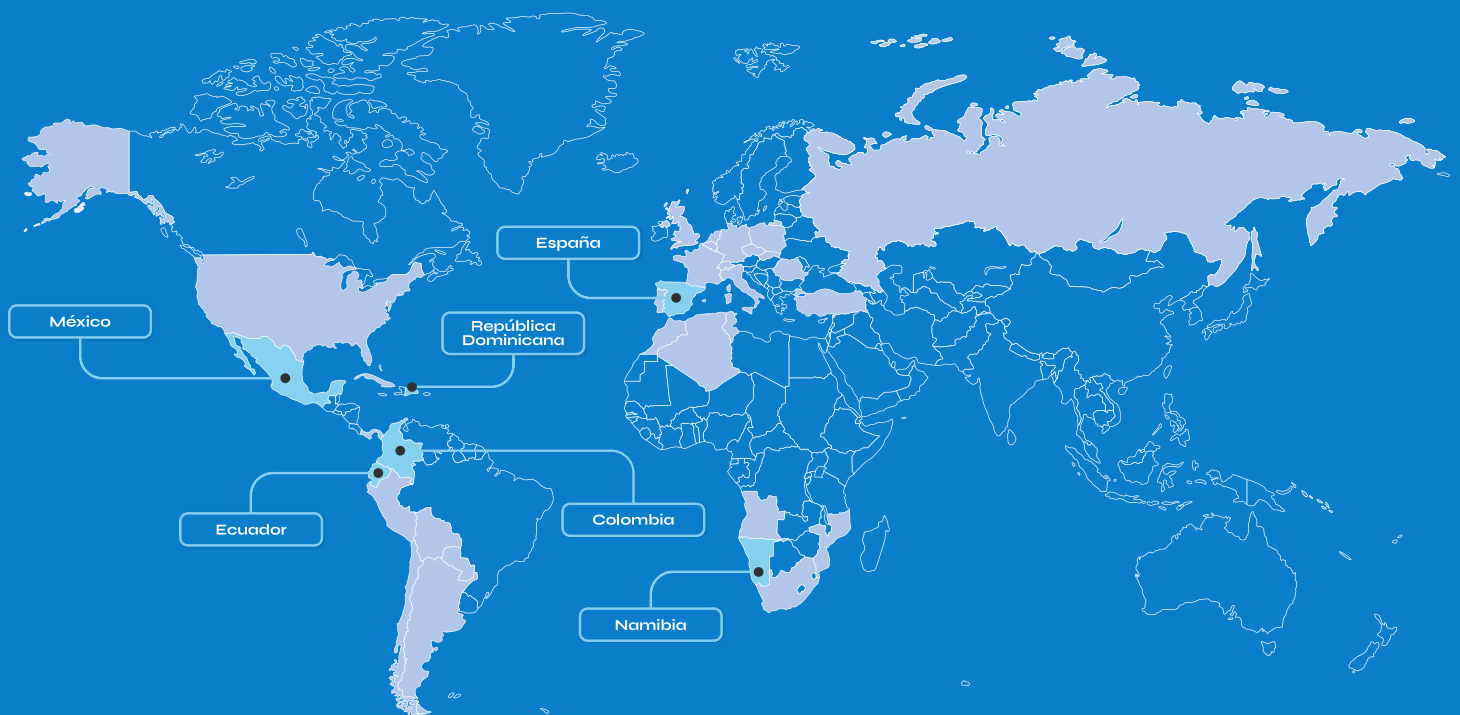 España
México
República
Dominicana
Ecuador
Colombia
Namibia